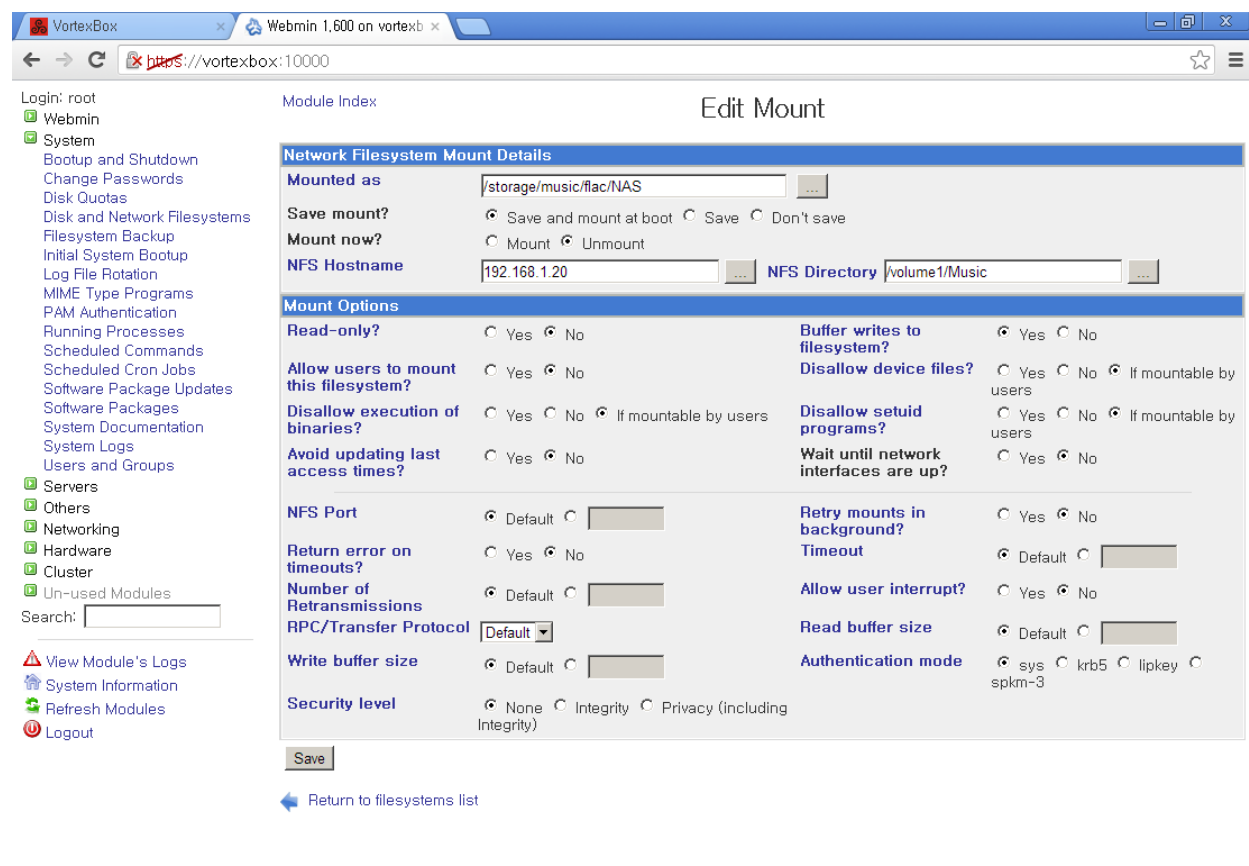 VortexBox
Webmin 1,600 on vortexb
https://vortexbox:10000
Login: root
Webmin
System
Bootup and Shutdown
Change Passwords
Disk Quotas
Disk and Network Filesystems
Filesystem Backup
Initial System Bootup
Log File Rotation
MIME Type Programs
PAM Authentication
Running Processes
Scheduled Commands
Scheduled Cron Jobs
Software Package Updates
Software Packages
System Documentation
System Logs
Users and Groups
Servers
Others
Networking
Hardware
Cluster
Un-used Modules
Search:
View Module's Logs
System Information
Refresh Modules
Logout
Module Index
Edit Mount
Network Filesystem Mount Details
Mounted as /storage/music/flac/NAS ...
Save mount? Save and mount at boot Save Don't save
Mount now? Mount Unmount
NFS Hostname 192.168.1.20 ... NFS Directory /volume1/Music ...
Mount Options
Read-only? Yes No
Buffer writes to
filesystem? Yes No
Allow users to mount
this filesystem? Yes No
Disallow device files? Yes No If mountable by
users
Disallow execution of
binaries? Yes No If mountable by users
Disallow setuid
programs? Yes No If mountable by
users
Avoid updating last
access times? Yes No
Wait until network
interfaces are up? Yes No
NFS Port Default
Retry mounts in
background? Yes No
Return error on
timeouts? Yes No
Timeout Default
Number of
Retransmissions Default
Allow user interrupt? Yes No
RPC/Transfer Protocol Default
Read buffer size Default
Write buffer size Default
Authentication mode sys krb5 lipkey
spkm-3
Security level None Integrity Privacy (including
Integrity)
Save
Return to filesystems list